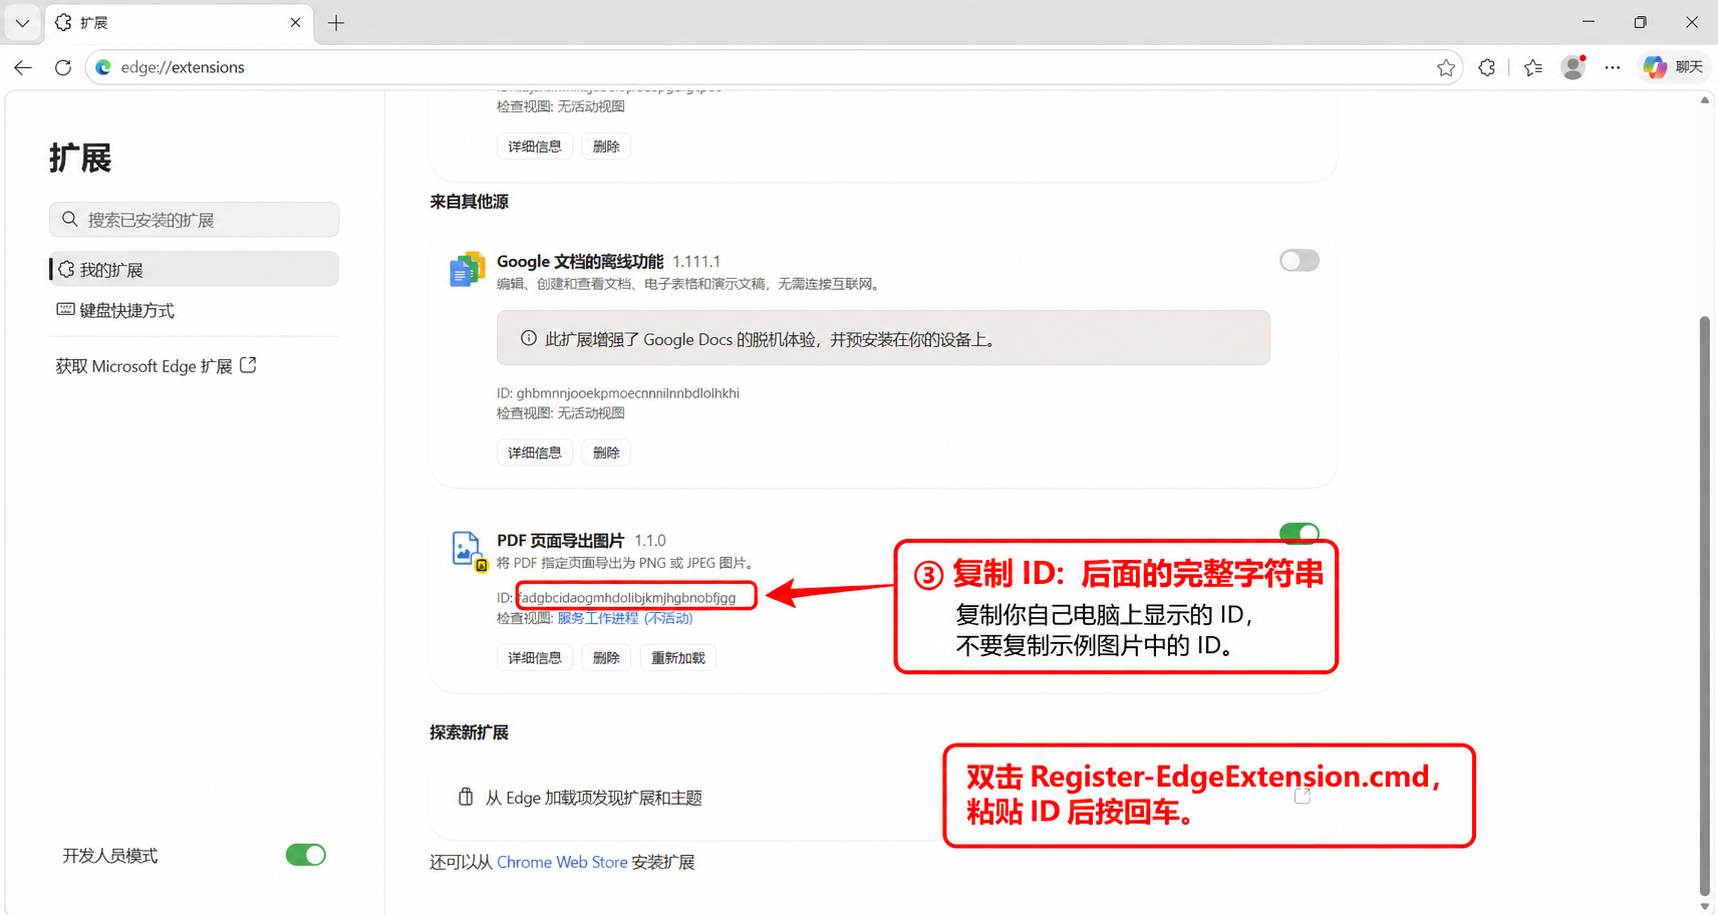 扩展
edge://extensions
聊天
扩展
搜索已安装的扩展
我的扩展
键盘快捷方式
获取 Microsoft Edge 扩展
开发人员模式
检查视图: 无活动视图
详细信息 删除
来自其他源
Google 文档的离线功能 1.111.1
编辑、创建和查看文档、电子表格和演示文稿，无需连接互联网。
此扩展增强了 Google Docs 的脱机体验，并预安装在你的设备上。
ID: ghbmnnjooekpmoecnnnilnnbdlolhkhi
检查视图: 无活动视图
详细信息 删除
PDF 页面导出图片 1.1.0
将 PDF 指定页面导出为 PNG 或 JPEG 图片。
ID: fadgbcidaogmhdolibjkmjhgbnobfjgg
检查视图: 服务工作进程 (不活动)
详细信息 删除 重新加载
③ 复制 ID：后面的完整字符串
复制你自己电脑上显示的 ID，
不要复制示例图片中的 ID。
探索新扩展
从 Edge 加载项发现扩展和主题
双击 Register-EdgeExtension.cmd，
粘贴 ID 后按回车。
还可以从 Chrome Web Store 安装扩展